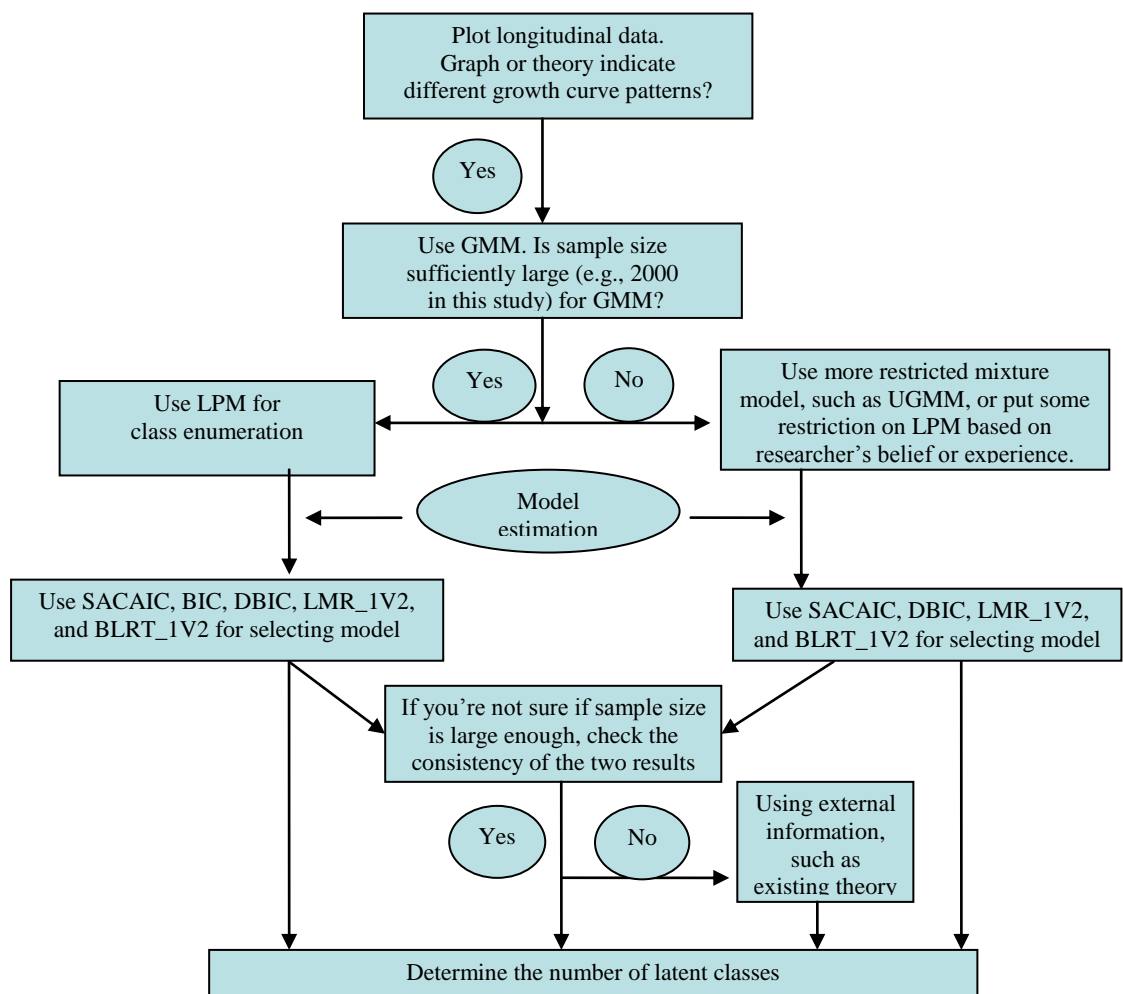 Plot longitudinal data.
Graph or theory indicate
different growth curve patterns?
Yes
Use GMM. Is sample size
sufficiently large (e.g., 2000
in this study) for GMM?
Yes
No
Use LPM for
class enumeration
Use more restricted mixture
model, such as UGMM, or put some
restriction on LPM based on
researcher’s belief or experience.
Model
estimation
Use SACAIC, BIC, DBIC, LMR_1V2,
and BLRT_1V2 for selecting model
Use SACAIC, DBIC, LMR_1V2,
and BLRT_1V2 for selecting model
If you’re not sure if sample size
is large enough, check the
consistency of the two results
Yes
No
Using external
information,
such as
existing theory
Determine the number of latent classes